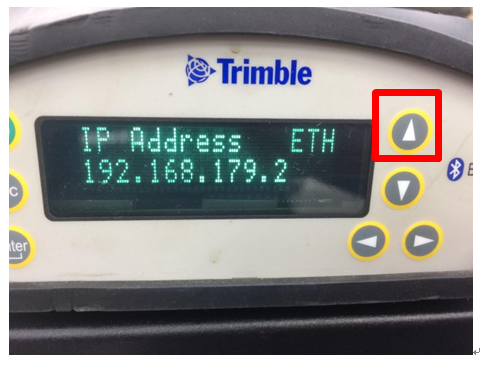 Trimble
IP Address ETH
192.168.179.2